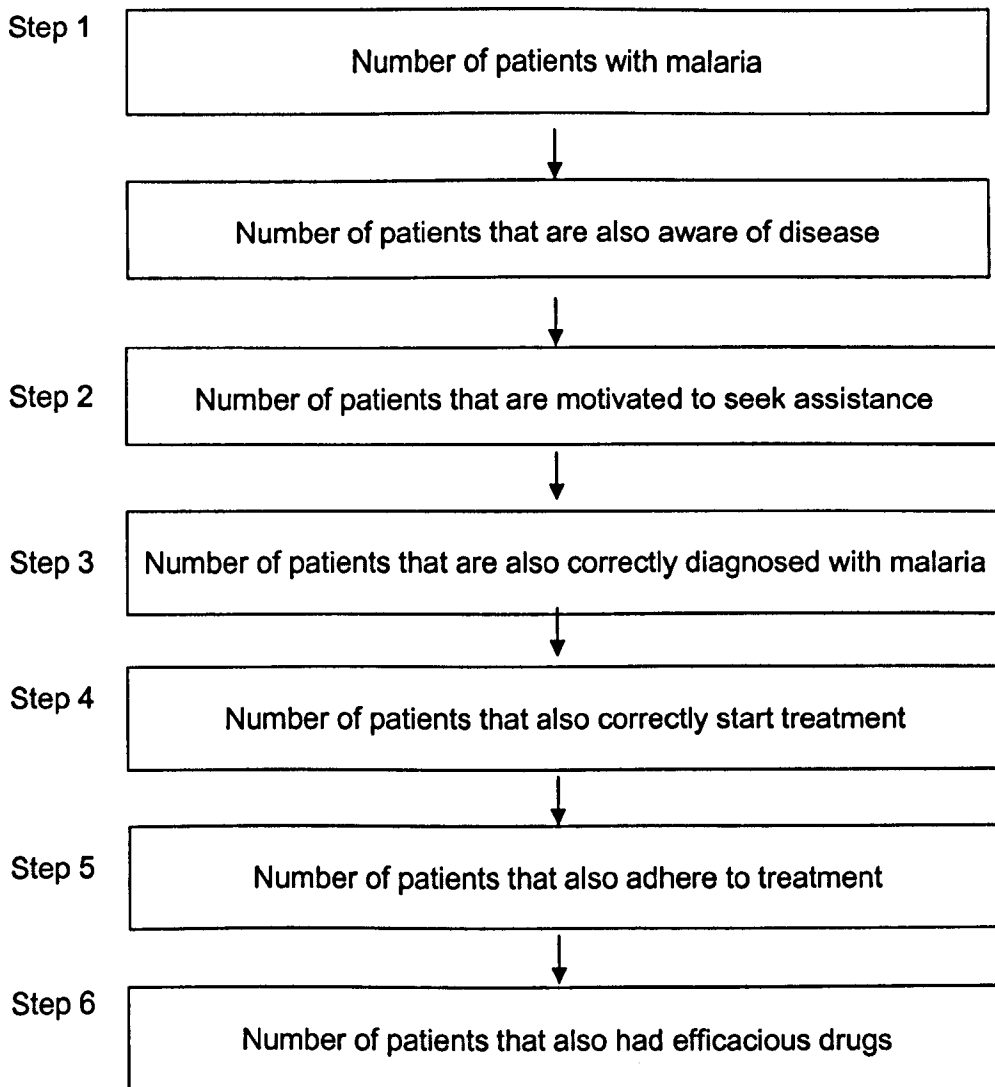 Step 1
Number of patients with malaria
Number of patients that are also aware of disease
Step 2
Number of patients that are motivated to seek assistance
Step 3
Number of patients that are also correctly diagnosed with malaria
Step 4
Number of patients that also correctly start treatment
Step 5
Number of patients that also adhere to treatment
Step 6
Number of patients that also had efficacious drugs